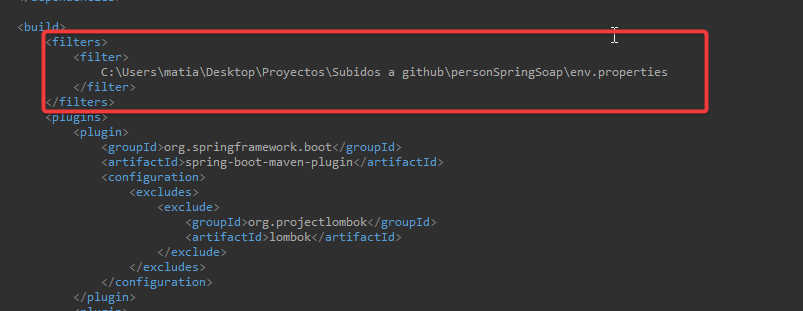 </dependencies>
<build>
<filters>
<filter>
C:\Users\matia\Desktop\Proyectos\Subidos a github\personSpringSoap\env.properties
</filter>
</filters>
<plugins>
<plugin>
<groupId>org.springframework.boot</groupId>
<artifactId>spring-boot-maven-plugin</artifactId>
<configuration>
<excludes>
<exclude>
<groupId>org.projectlombok</groupId>
<artifactId>lombok</artifactId>
</exclude>
</excludes>
</configuration>
</plugin>